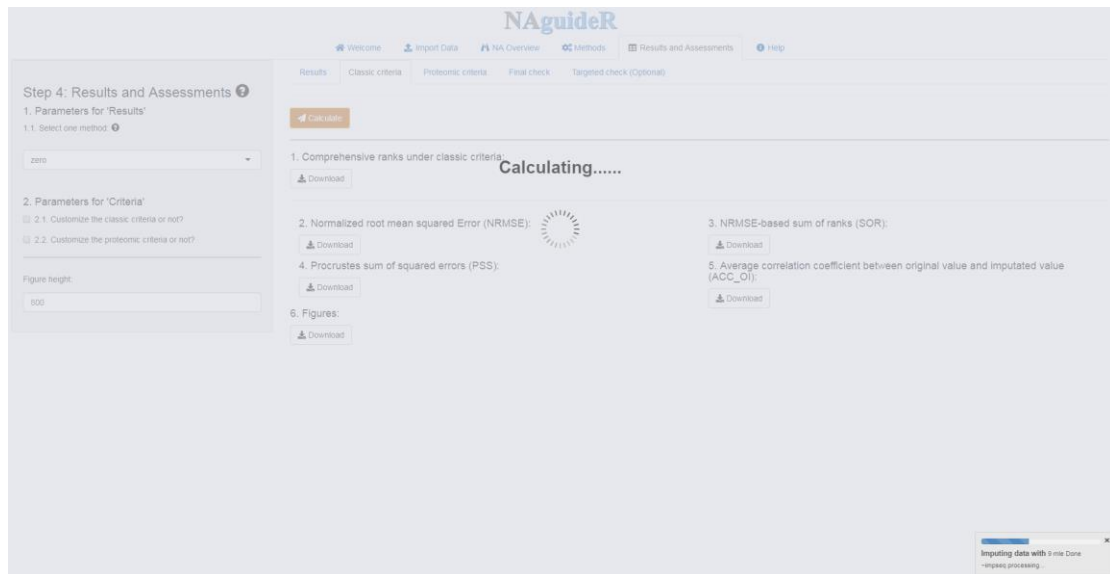 NAguideR
Welcome Import Data NA Overview Methods Results and Assessments Help
Results Classic criteria Proteomic criteria Final check Targeted check (Optional)
Step 4: Results and Assessments
1. Parameters for 'Results'
1.1. Select one method:
zero
2. Parameters for 'Criteria'
2.1. Customize the classic criteria or not?
2.2. Customize the proteomic criteria or not?
Figure height:
800
Calculate
1. Comprehensive ranks under classic criteria:
Download
Calculating......
2. Normalized root mean squared Error (NRMSE):
Download
3. NRMSE-based sum of ranks (SOR):
Download
4. Procrustes sum of squared errors (PSS):
Download
5. Average correlation coefficient between original value and imputated value
(ACC_OI):
Download
6. Figures:
Download
Imputing data with 9-mle Done
~impseq processing...